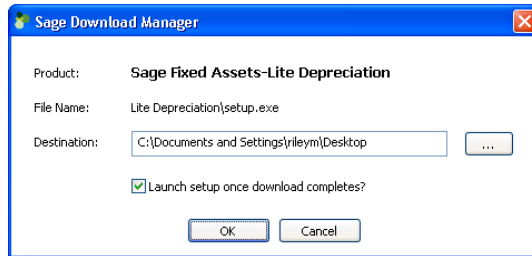 Sage Download Manager
Product: Sage Fixed Assets-Lite Depreciation
File Name: Lite Depreciation\setup.exe
Destination: C:\Documents and Settings\rileym\Desktop ...
Launch setup once download completes?
OK Cancel